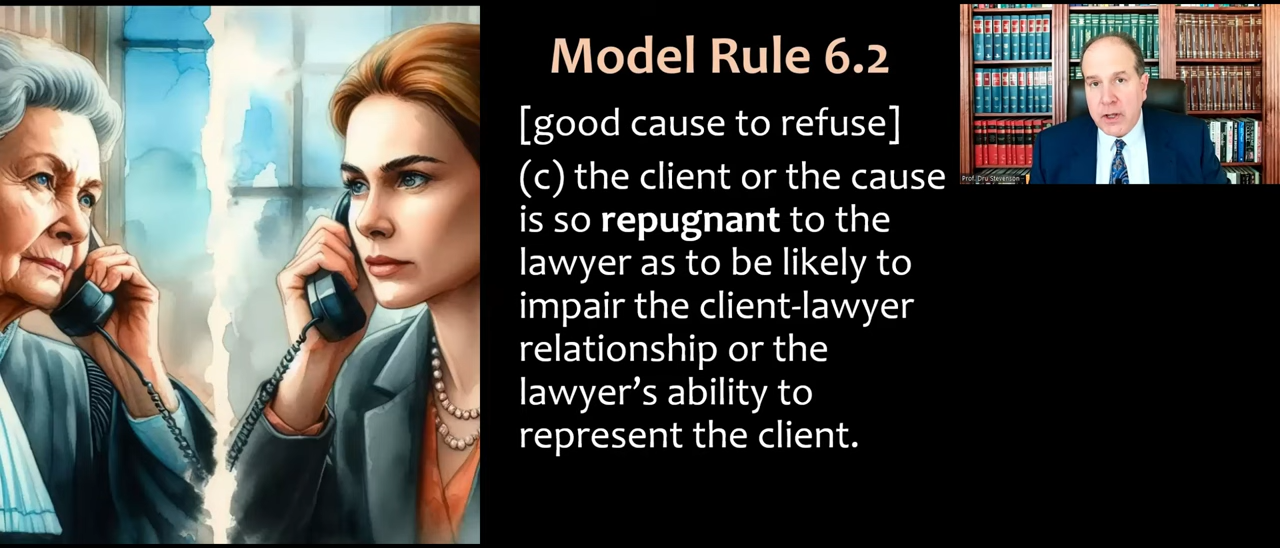 Model Rule 6.2
[good cause to refuse]
(c) the client or the cause
is so repugnant to the
lawyer as to be likely to
impair the client-lawyer
relationship or the
lawyer’s ability to
represent the client.
Prof. Dru Stevenson